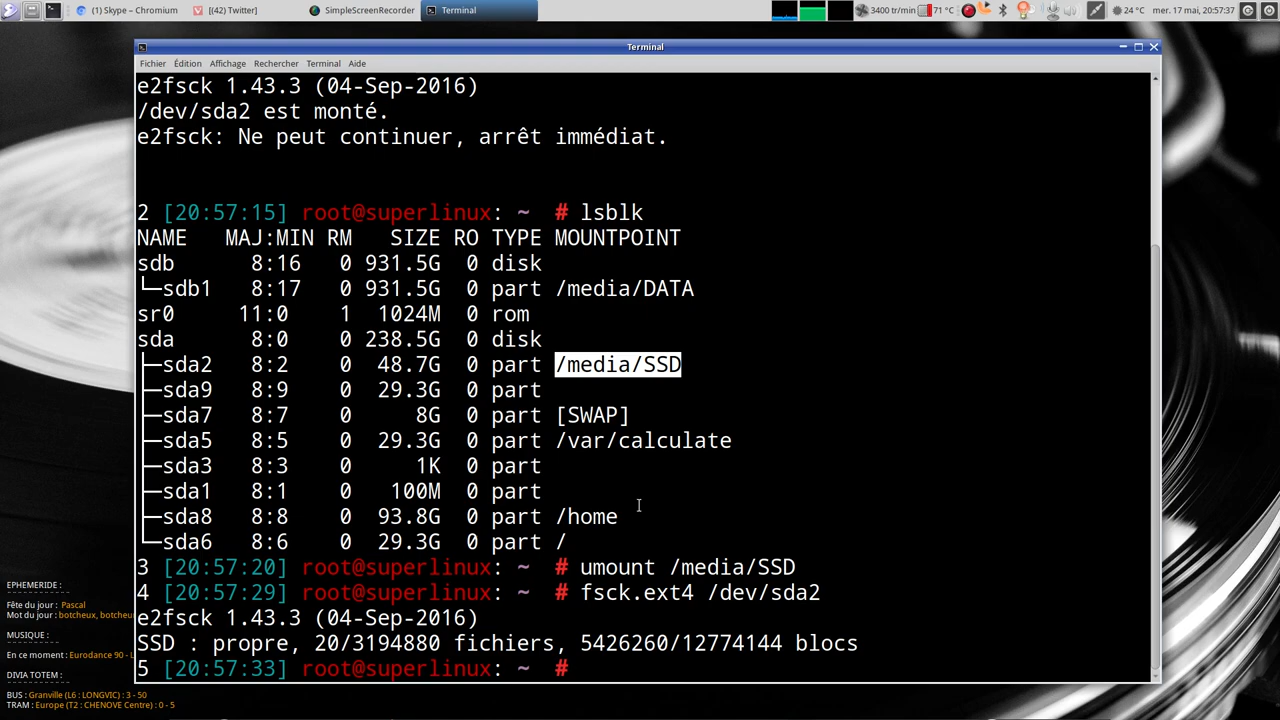 (1) Skype – Chromium
[(42) Twitter]
SimpleScreenRecorder
Terminal
3400 tr/min
71 °C
24 °C
mer. 17 mai, 20:57:37
Terminal
Fichier Édition Affichage Rechercher Terminal Aide
e2fsck 1.43.3 (04-Sep-2016)
/dev/sda2 est monté.
e2fsck: Ne peut continuer, arrêt immédiat.
2 [20:57:15] root@superlinux: ~ # lsblk
NAME MAJ:MIN RM SIZE RO TYPE MOUNTPOINT
sdb 8:16 0 931.5G 0 disk
└─sdb1 8:17 0 931.5G 0 part /media/DATA
sr0 11:0 1 1024M 0 rom
sda 8:0 0 238.5G 0 disk
├─sda2 8:2 0 48.7G 0 part /media/SSD
├─sda9 8:9 0 29.3G 0 part
├─sda7 8:7 0 8G 0 part [SWAP]
├─sda5 8:5 0 29.3G 0 part /var/calculate
├─sda3 8:3 0 1K 0 part
├─sda1 8:1 0 100M 0 part
├─sda8 8:8 0 93.8G 0 part /home
└─sda6 8:6 0 29.3G 0 part /
3 [20:57:20] root@superlinux: ~ # umount /media/SSD
4 [20:57:29] root@superlinux: ~ # fsck.ext4 /dev/sda2
e2fsck 1.43.3 (04-Sep-2016)
SSD : propre, 20/3194880 fichiers, 5426260/12774144 blocs
5 [20:57:33] root@superlinux: ~ #
EPHEMERIDE :
Fête du jour : Pascal
Mot du jour : botcheux, botcheus
MUSIQUE :
En ce moment : Eurodance 90 - L
DIVIA TOTEM :
BUS : Granville (L6 : LONGVIC) : 3 - 50
TRAM : Europe (T2 : CHENOVE Centre) : 0 - 5